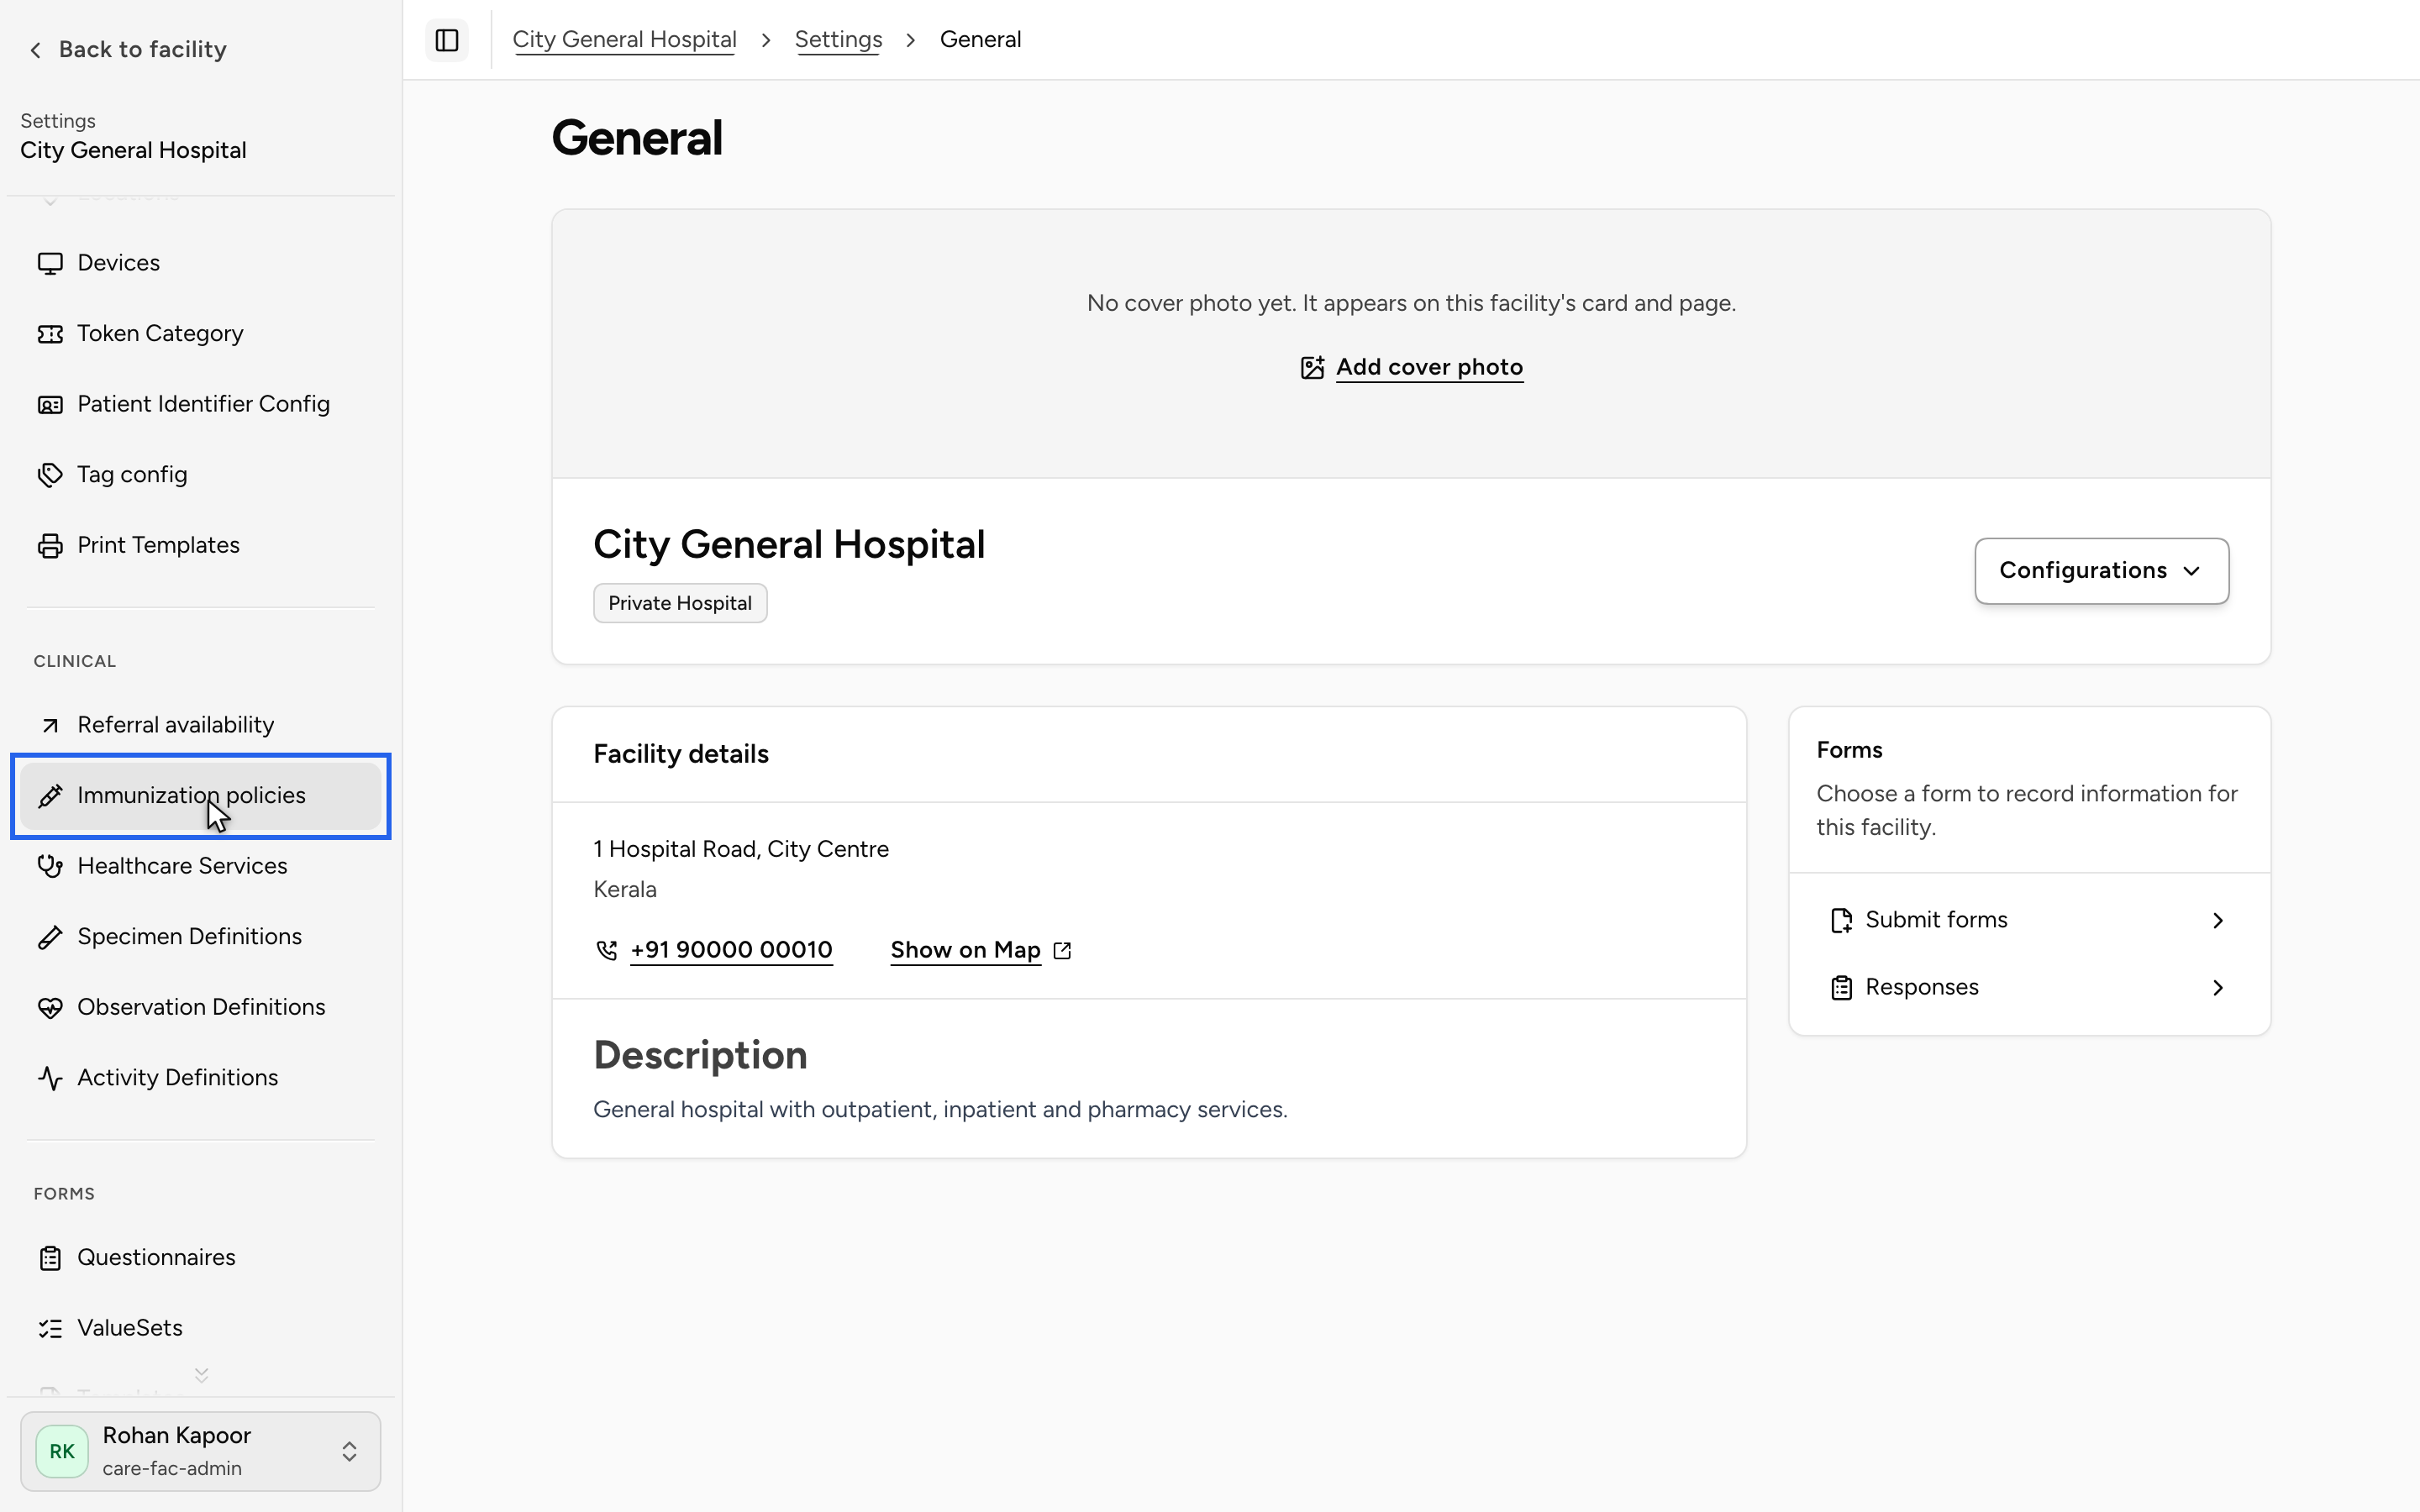 Back to facility
Settings
City General Hospital
Devices
Token Category
Patient Identifier Config
Tag config
Print Templates
CLINICAL
Referral availability
Immunization policies
Healthcare Services
Specimen Definitions
Observation Definitions
Activity Definitions
FORMS
Questionnaires
ValueSets
RK
Rohan Kapoor
care-fac-admin
City General Hospital > Settings > General
General
No cover photo yet. It appears on this facility's card and page.
Add cover photo
City General Hospital
Private Hospital
Configurations
Facility details
1 Hospital Road, City Centre
Kerala
+91 90000 00010 Show on Map
Description
General hospital with outpatient, inpatient and pharmacy services.
Forms
Choose a form to record information for
this facility.
Submit forms
Responses